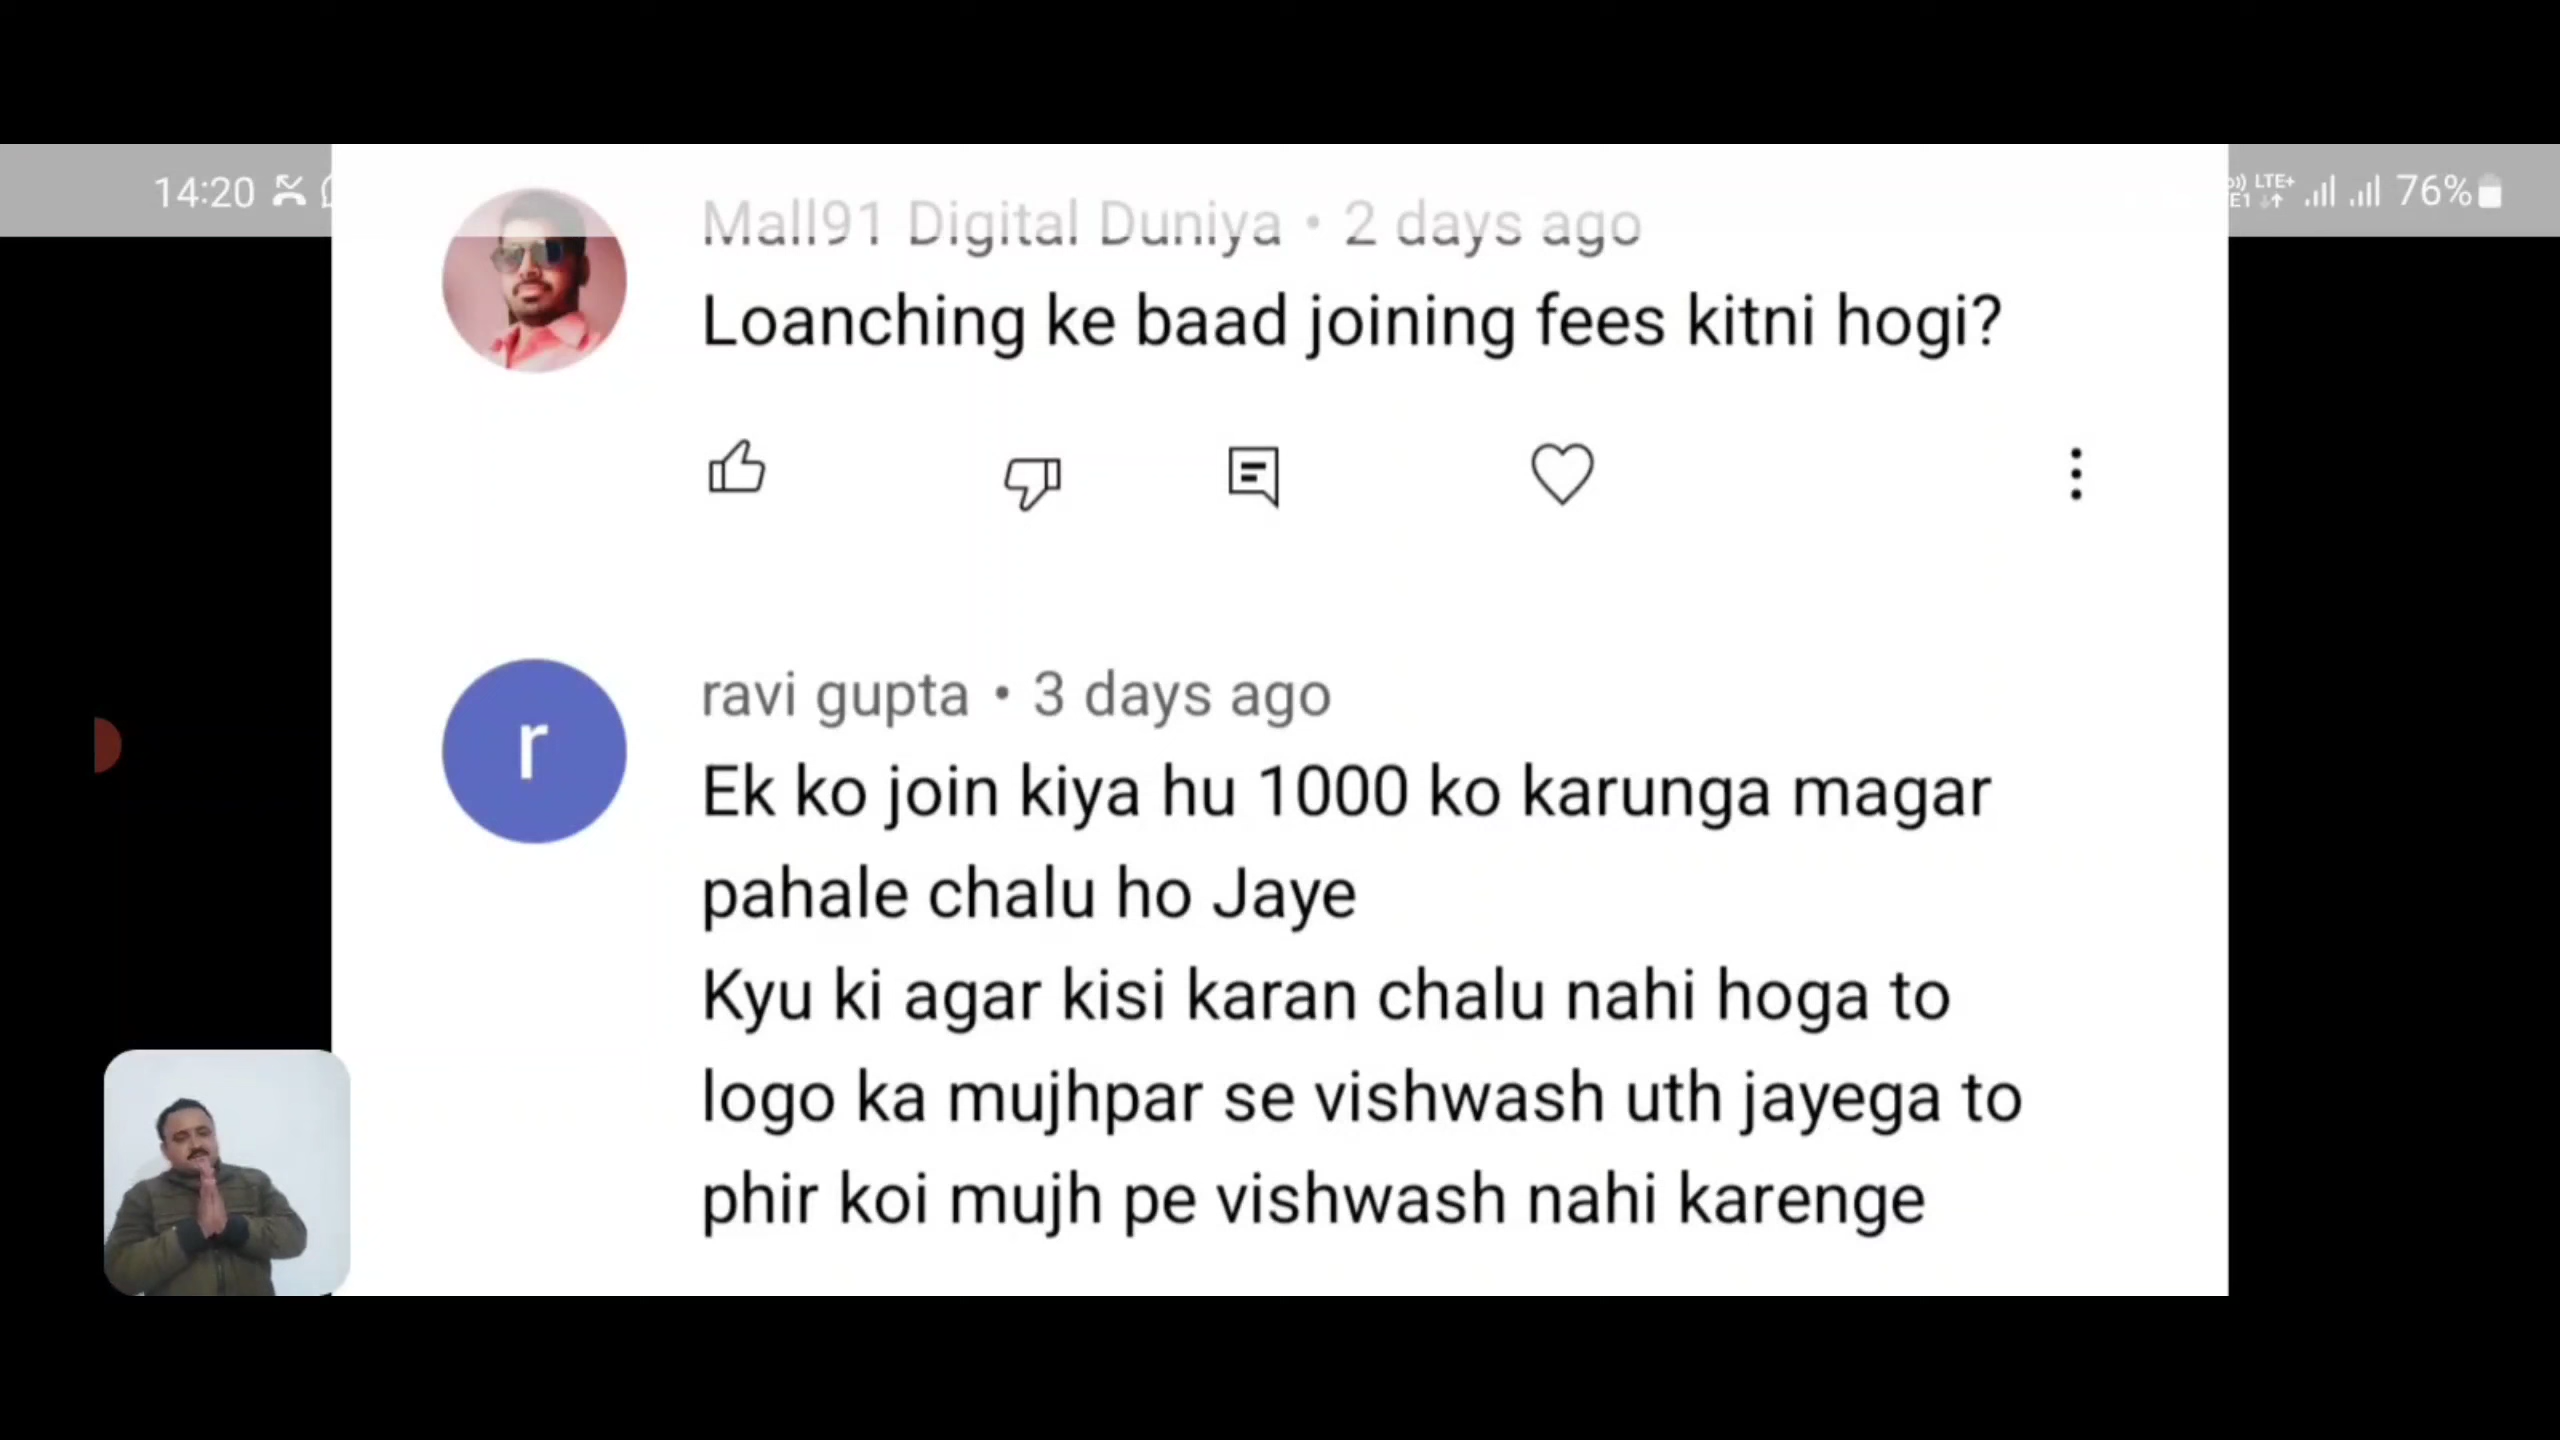 14:20
LTE+
E1
76%
Mall91 Digital Duniya • 2 days ago
Loanching ke baad joining fees kitni hogi?
r
ravi gupta • 3 days ago
Ek ko join kiya hu 1000 ko karunga magar
pahale chalu ho Jaye
Kyu ki agar kisi karan chalu nahi hoga to
logo ka mujhpar se vishwash uth jayega to
phir koi mujh pe vishwash nahi karenge